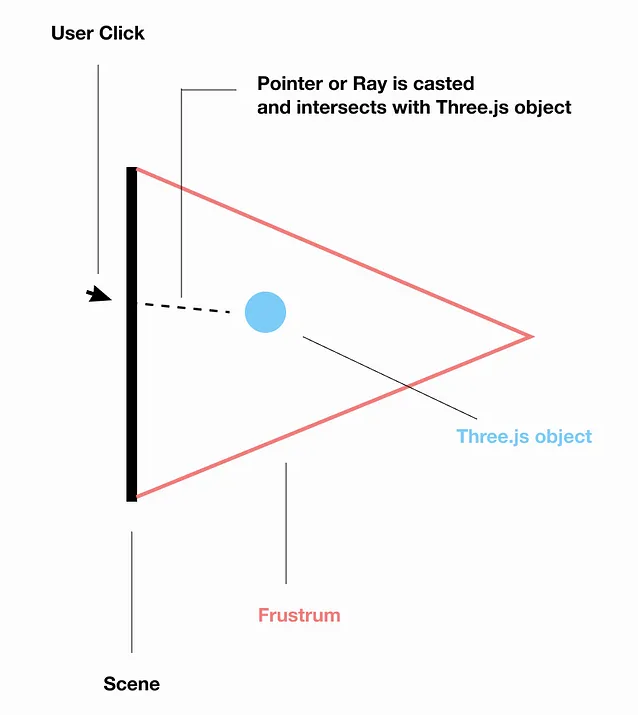 User Click
Pointer or Ray is casted
and intersects with Three.js object
Three.js object
Frustrum
Scene